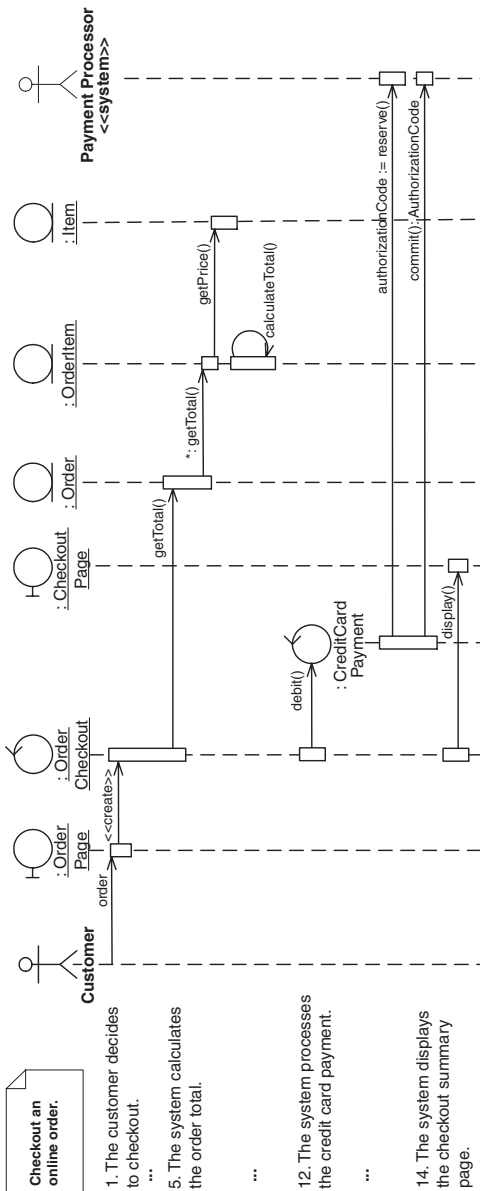 Checkout an
online order.
1. The customer decides
to checkout.
...
5. The system calculates
the order total.
...
12. The system processes
the credit card payment.
...
14. The system displays
the checkout summary
page.
Customer
: Order
Page
: Order
Checkout
: Checkout
Page
: Order
: OrderItem
: Item
Payment Processor
<<system>>
order
<<create>>
getTotal()
*: getTotal()
getPrice()
calculateTotal()
debit()
: CreditCard
Payment
authorizationCode := reserve()
commit(): AuthorizationCode
display()